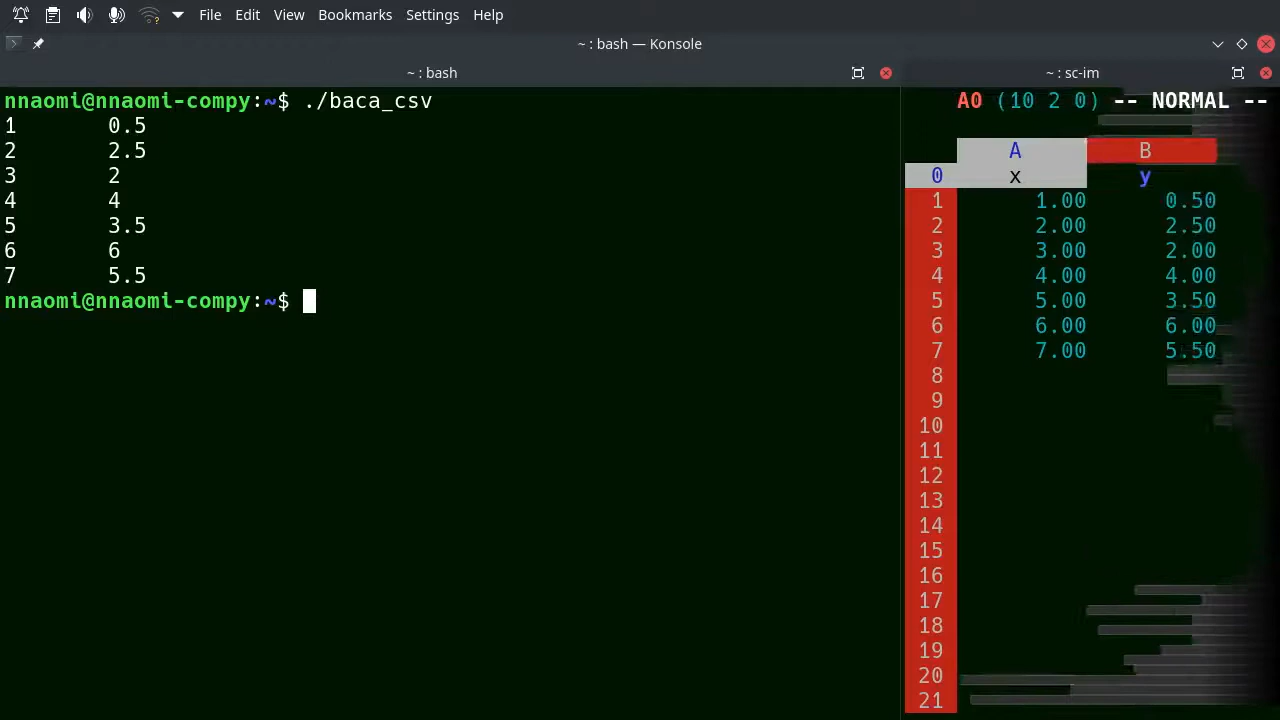 File Edit View Bookmarks Settings Help
~ : bash — Konsole
~ : bash
nnaomi@nnaomi-compy:~$ ./baca_csv
1 0.5
2 2.5
3 2
4 4
5 3.5
6 6
7 5.5
nnaomi@nnaomi-compy:~$
~ : sc-im
A0 (10 2 0) -- NORMAL --
A B
0 x y
1 1.00 0.50
2 2.00 2.50
3 3.00 2.00
4 4.00 4.00
5 5.00 3.50
6 6.00 6.00
7 7.00 5.50
8
9
10
11
12
13
14
15
16
17
18
19
20
21